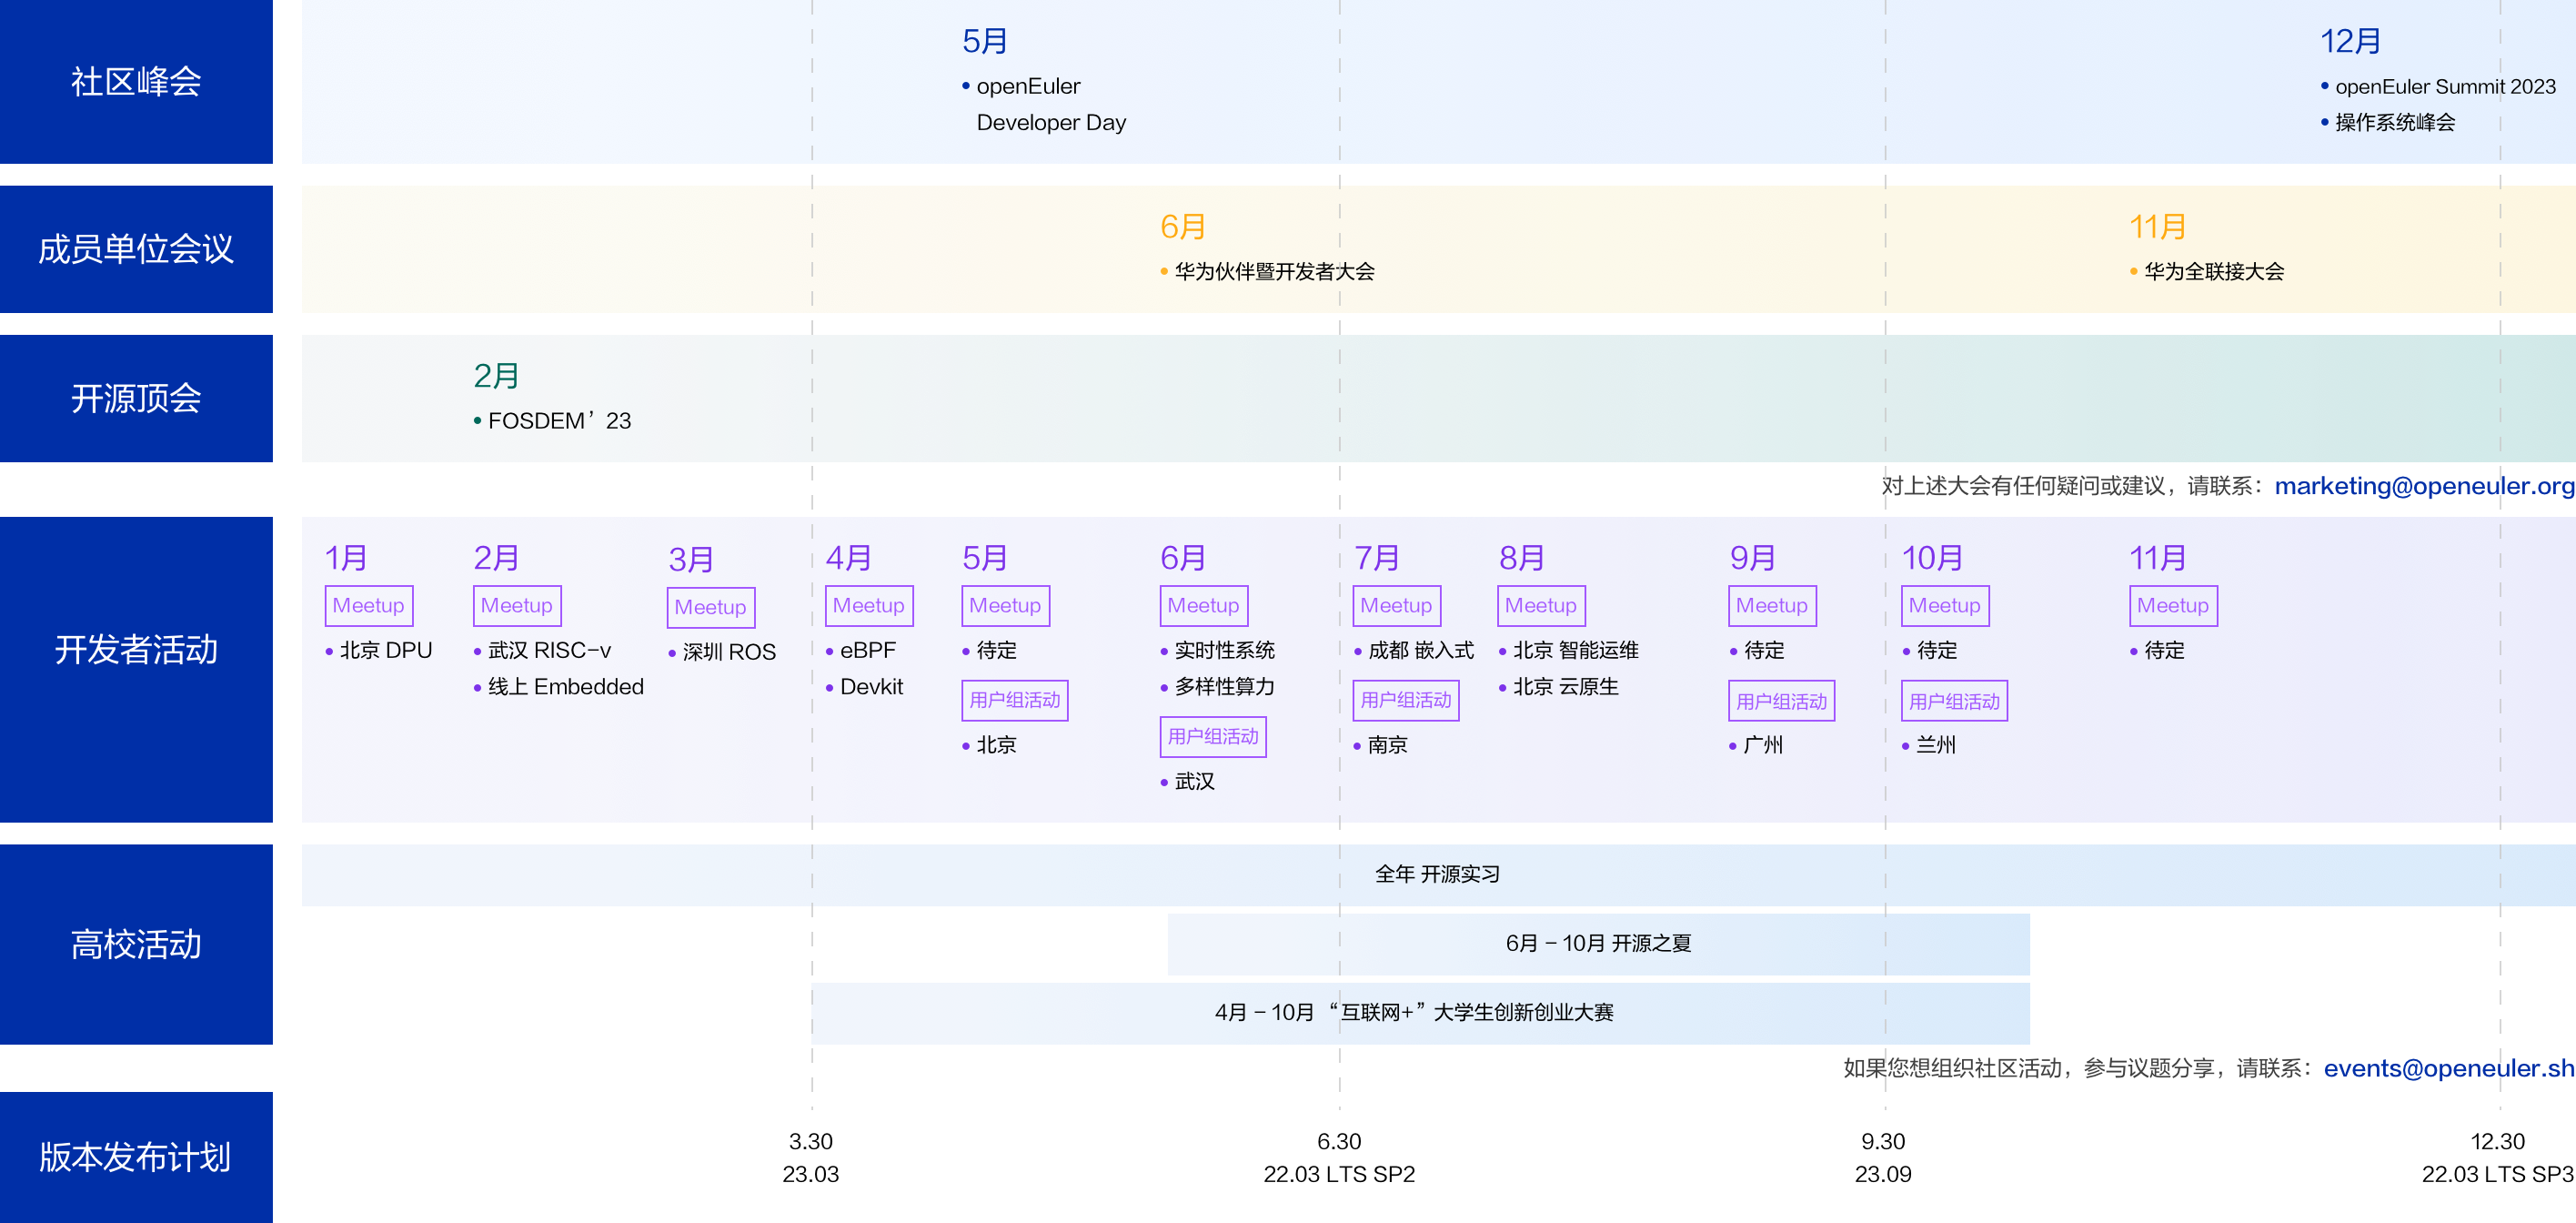 社区峰会
5月
• openEuler
Developer Day
12月
• openEuler Summit 2023
• 操作系统峰会
成员单位会议
6月
• 华为伙伴暨开发者大会
11月
• 华为全联接大会
开源顶会
2月
• FOSDEM’23
对上述大会有任何疑问或建议，请联系：marketing@openeuler.org
开发者活动
1月
Meetup
• 北京 DPU
2月
Meetup
• 武汉 RISC-v
• 线上 Embedded
3月
Meetup
• 深圳 ROS
4月
Meetup
• eBPF
• Devkit
5月
Meetup
• 待定
用户组活动
• 北京
6月
Meetup
• 实时性系统
• 多样性算力
用户组活动
• 武汉
7月
Meetup
• 成都 嵌入式
用户组活动
• 南京
8月
Meetup
• 北京 智能运维
• 北京 云原生
9月
Meetup
• 待定
用户组活动
• 广州
10月
Meetup
• 待定
用户组活动
• 兰州
11月
Meetup
• 待定
高校活动
全年 开源实习
6月 – 10月 开源之夏
4月 – 10月 “互联网+”大学生创新创业大赛
如果您想组织社区活动，参与议题分享，请联系：events@openeuler.sh
版本发布计划
3.30
23.03
6.30
22.03 LTS SP2
9.30
23.09
12.30
22.03 LTS SP3